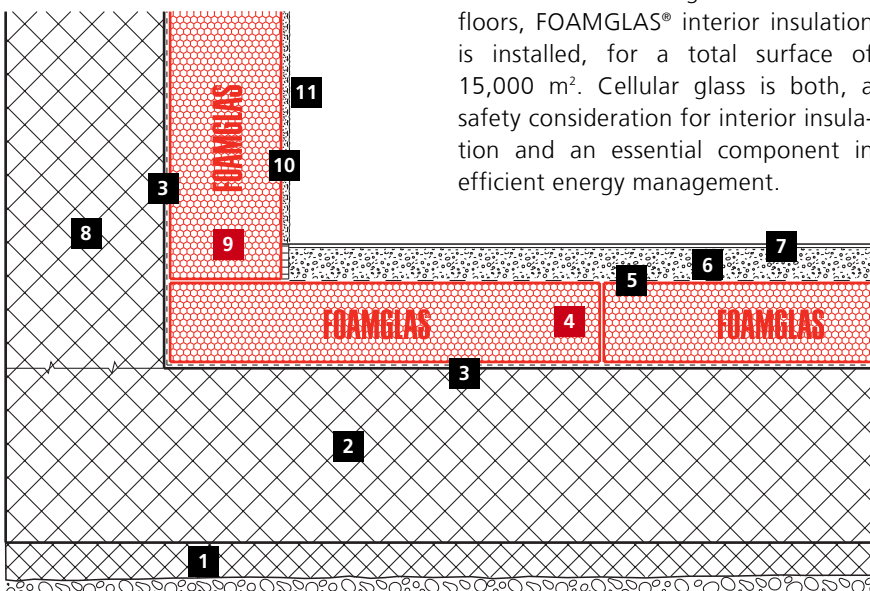 floors, FOAMGLAS® interior insulation
is installed, for a total surface of
15,000 m². Cellular glass is both, a
safety consideration for interior insula-
tion and an essential component in
efficient energy management.
11
FOAMGLAS
10
3
8
9
7
6
5
FOAMGLAS
4
FOAMGLAS
3
2
1